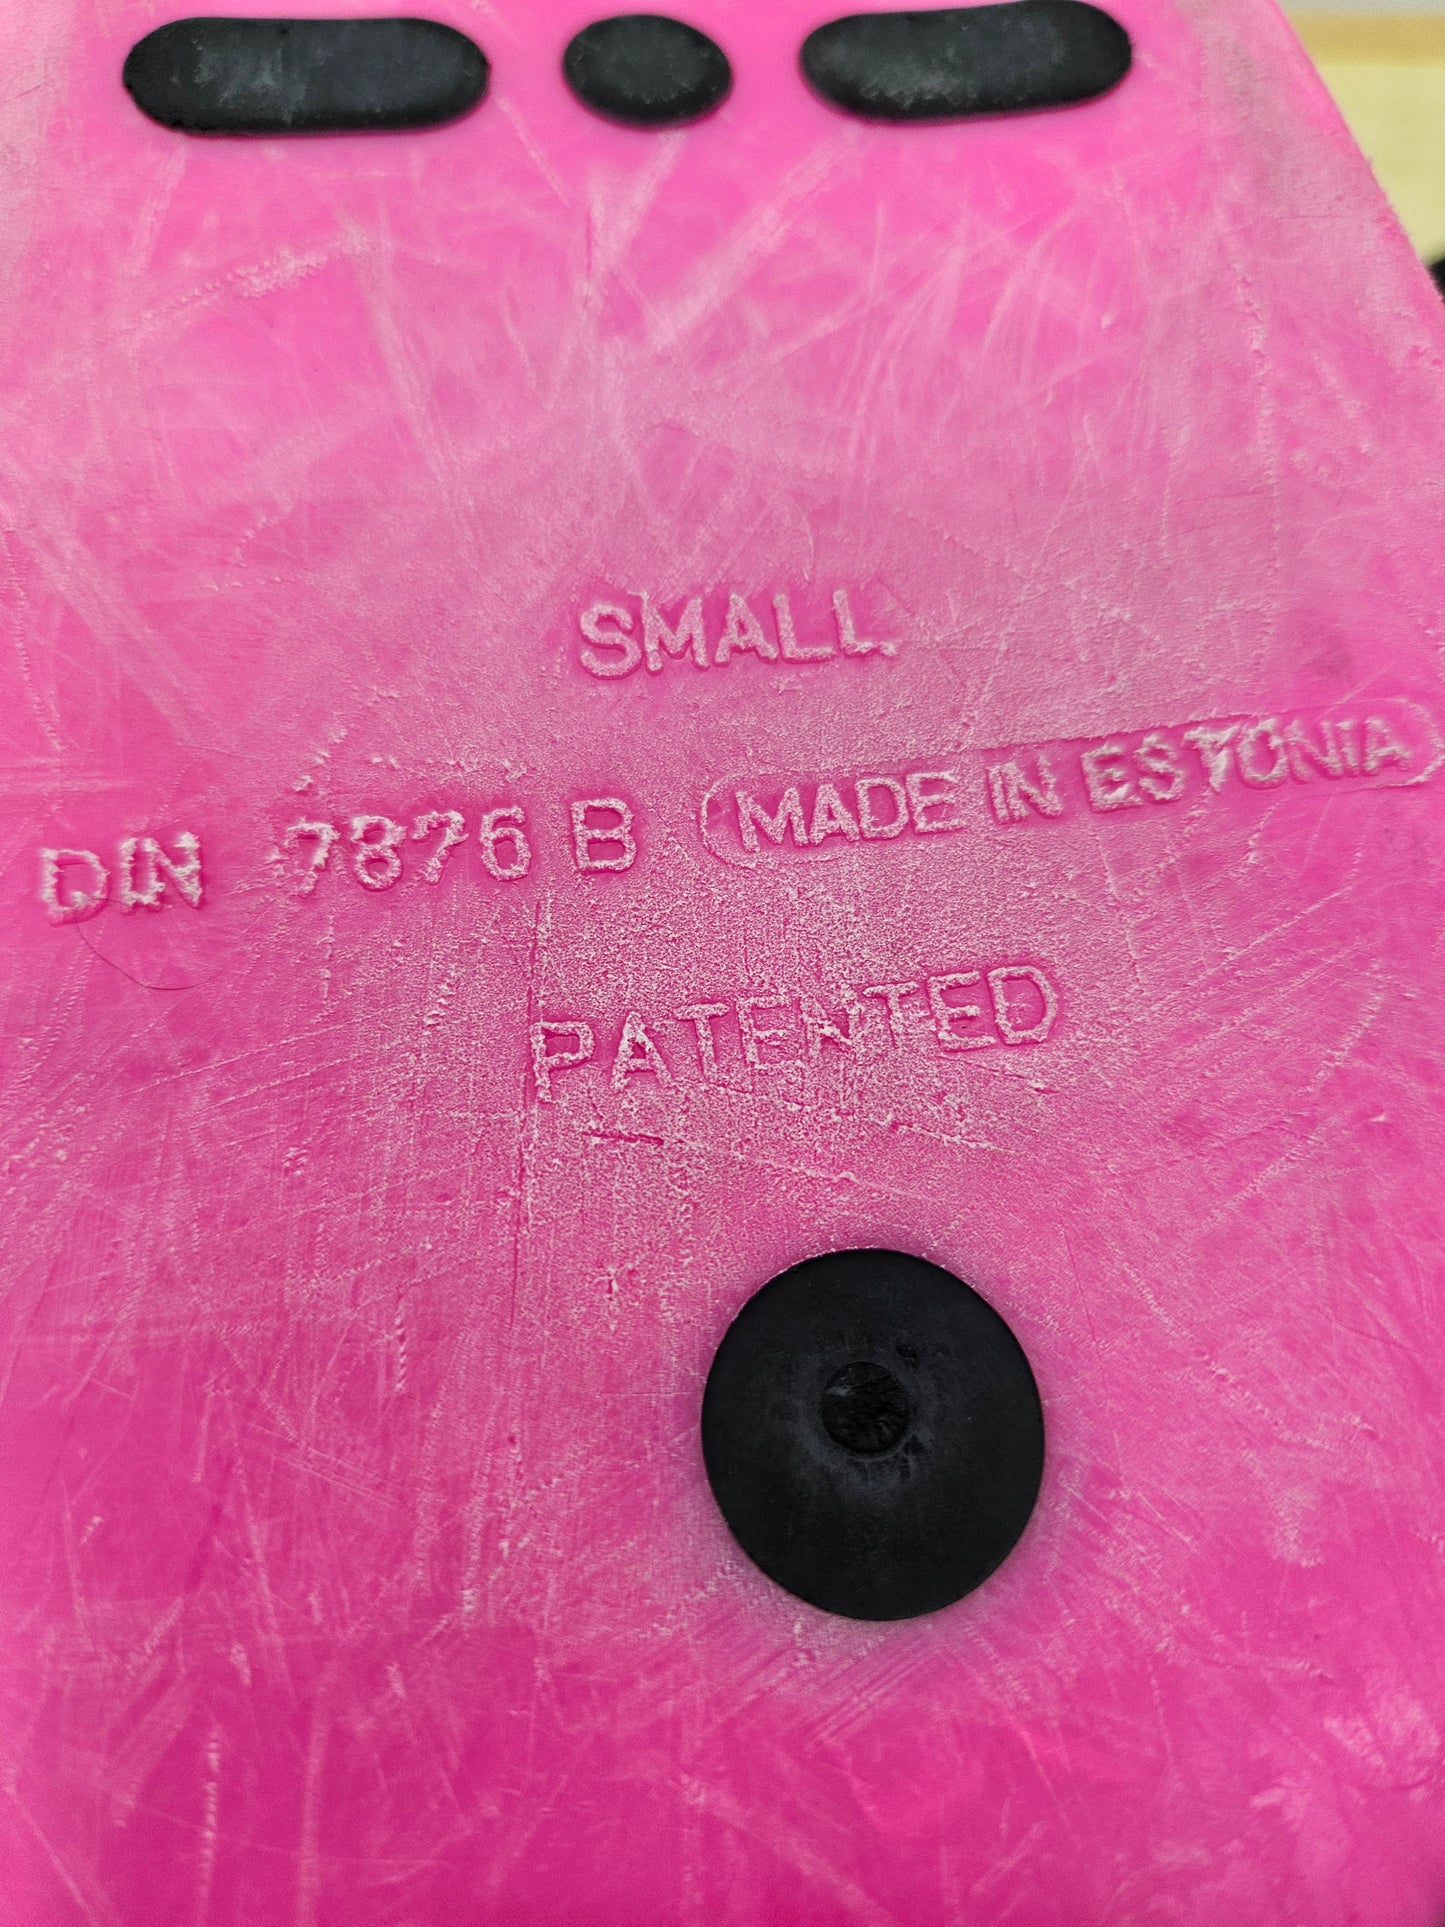 SMALL
DIN 7876 B MADE IN ESTONIA
PATENTED